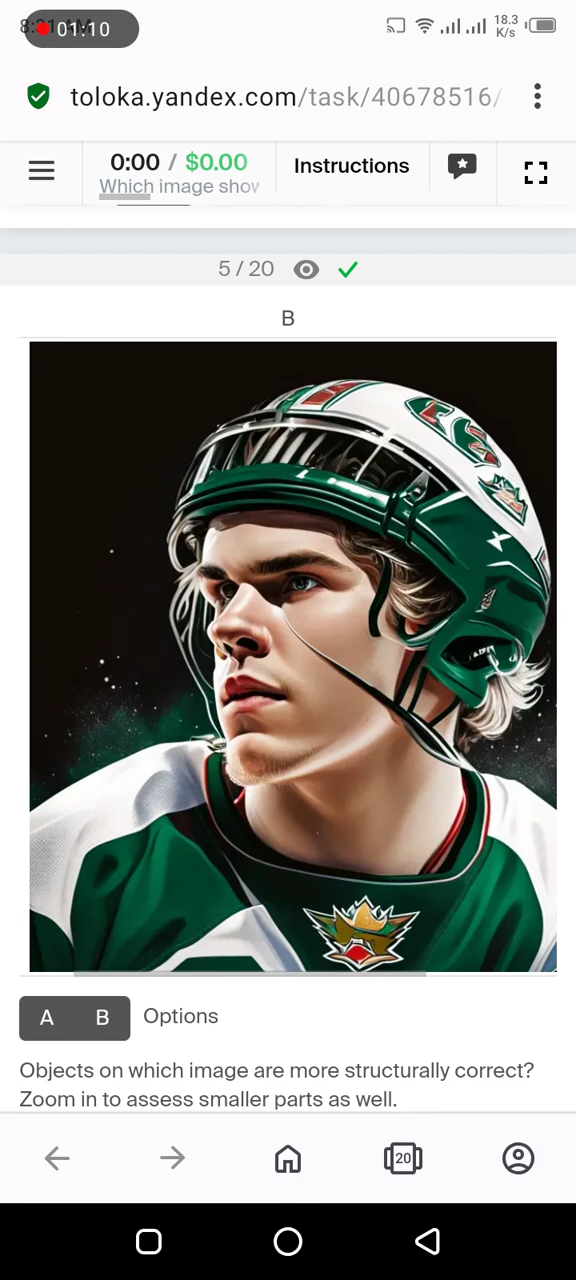 01:10
18.3
K/s
toloka.yandex.com/task/40678516/
0:00 / $0.00
Instructions
Which image show
5 / 20
B
A B Options
Objects on which image are more structurally correct?
Zoom in to assess smaller parts as well.
20